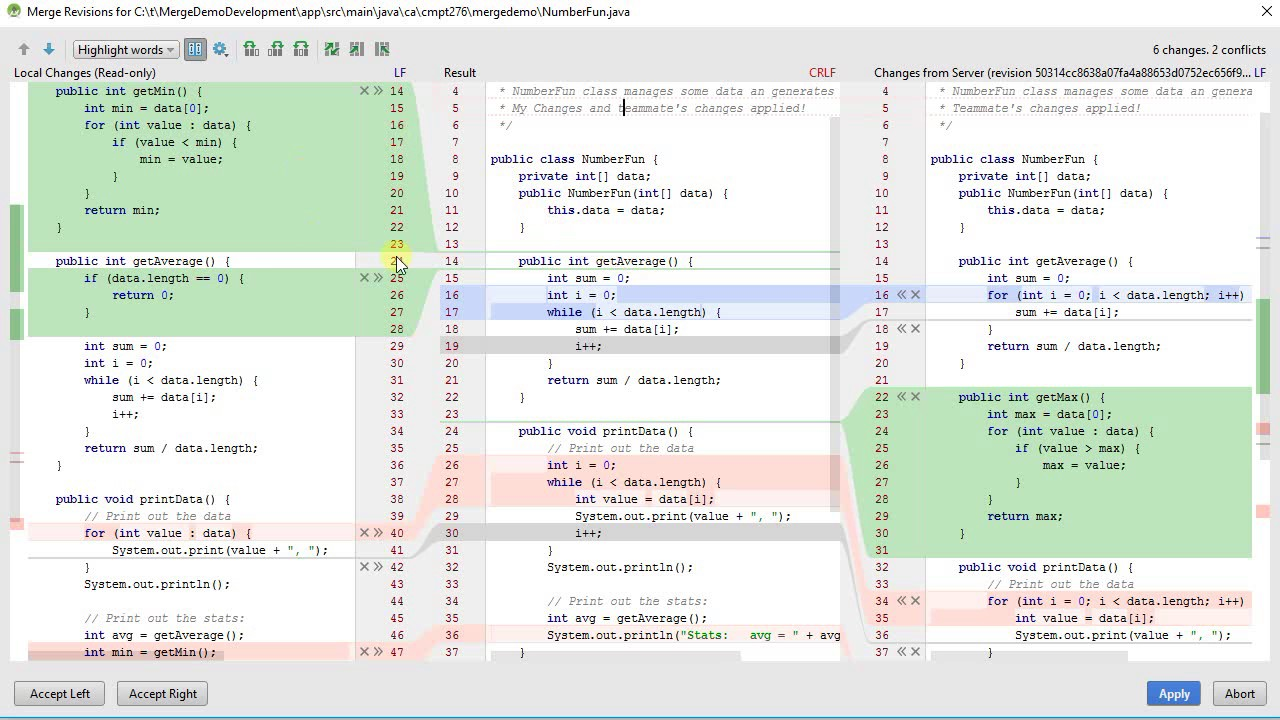 Merge Revisions for C:\t\MergeDemoDevelopment\app\src\main\java\ca\cmpt276\mergedemo\NumberFun.java
Highlight words
6 changes. 2 conflicts
Local Changes (Read-only)
LF
public int getMin() { 14
int min = data[0]; 15
for (int value : data) { 16
if (value < min) { 17
min = value; 18
} 19
} 20
return min; 21
} 22
23
public int getAverage() {
if (data.length == 0) { 25
return 0; 26
} 27
28
int sum = 0; 29
int i = 0; 30
while (i < data.length) { 31
sum += data[i]; 32
i++; 33
} 34
return sum / data.length; 35
} 36
37
public void printData() { 38
// Print out the data 39
for (int value : data) { 40
System.out.print(value + ", "); 41
} 42
System.out.println(); 43
44
// Print out the stats: 45
int avg = getAverage(); 46
int min = getMin(); 47
Result
CRLF
4 * NumberFun class manages some data an generates
5 * My Changes and teammate's changes applied!
6 */
7
8 public class NumberFun {
9 private int[] data;
10 public NumberFun(int[] data) {
11 this.data = data;
12 }
13
14 public int getAverage() {
15 int sum = 0;
16 int i = 0;
17 while (i < data.length) {
18 sum += data[i];
19 i++;
20 }
21 return sum / data.length;
22 }
23
24 public void printData() {
25 // Print out the data
26 int i = 0;
27 while (i < data.length) {
28 int value = data[i];
29 System.out.print(value + ", ");
30 i++;
31 }
32 System.out.println();
33
34 // Print out the stats:
35 int avg = getAverage();
36 System.out.println("Stats: avg = " + avg
37 }
Changes from Server (revision 50314cc8638a07fa4a88653d0752ec656f9...
LF
4 * NumberFun class manages some data an genera
5 * Teammate's changes applied!
6 */
7
8 public class NumberFun {
9 private int[] data;
10 public NumberFun(int[] data) {
11 this.data = data;
12 }
13
14 public int getAverage() {
15 int sum = 0;
16 for (int i = 0; i < data.length; i++)
17 sum += data[i];
18 }
19 return sum / data.length;
20 }
21
22 public int getMax() {
23 int max = data[0];
24 for (int value : data) {
25 if (value > max) {
26 max = value;
27 }
28 }
29 return max;
30 }
31
32 public void printData() {
33 // Print out the data
34 for (int i = 0; i < data.length; i++)
35 int value = data[i];
36 System.out.print(value + ", ");
37 }
Accept Left
Accept Right
Apply
Abort